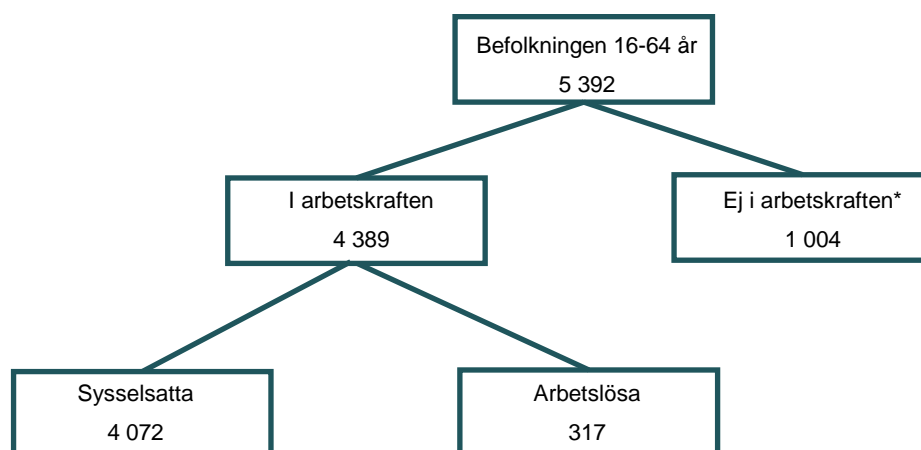 Befolkningen 16-64 år
5 392
I arbetskraften
4 389
Ej i arbetskraften*
1 004
Sysselsatta
4 072
Arbetslösa
317